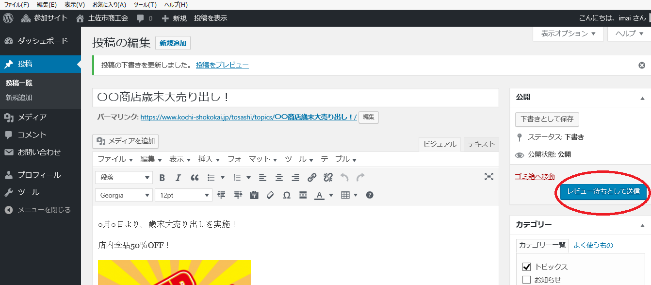 ファイル(F) 編集(E) 表示(V) お気に入り(A) ツール(T) ヘルプ(H)
参加サイト 土佐市商工会 0 新規 投稿を表示 こんにちは、imai さん
ダッシュボード
投稿
投稿一覧
新規追加
メディア
コメント
お問い合わせ
プロフィール
ツール
メニューを閉じる
表示オプション ▼ ヘルプ ▼
投稿の編集 新規追加
投稿の下書きを更新しました。 投稿をプレビュー
〇〇商店歳末大売り出し！
パーマリンク: https://www.kochi-shokokai.jp/tosashi/topics/〇〇商店歳末大売り出し！/ 編集
メディアを追加 ビジュアル テキスト
ファイル 編集 表示 挿入 フォーマット ツール テーブル
段落
Georgia 12pt
○月○日より、歳末大売り出しを実施！
店内全品50％OFF！
公開
下書きとして保存
ステータス: 下書き
公開状態: 公開
ゴミ箱へ移動
レビュー待ちとして送信
カテゴリー
カテゴリー一覧 よく使うもの
トピックス
お知らせ